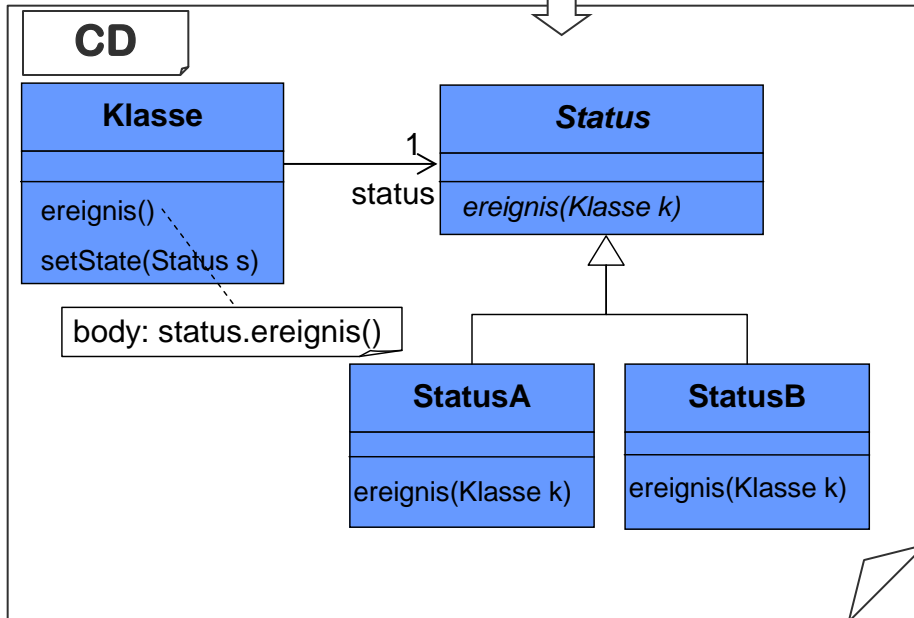 CD
Klasse
ereignis()
setState(Status s)
body: status.ereignis()
1
status
Status
ereignis(Klasse k)
StatusA
ereignis(Klasse k)
StatusB
ereignis(Klasse k)